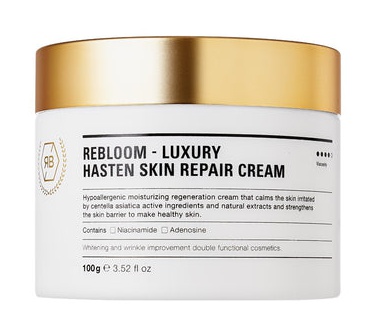 REBLOOM - LUXURY
HASTEN SKIN REPAIR CREAM
Viscosity
RB
Hypoallergenic moisturizing regeneration cream that calms the skin irritated
by centella asiatica active ingredients and natural extracts and strengthens
the skin barrier to make healthy skin.
Contains □ Niacinamide □ Adenosine
Whitening and wrinkle improvement double functional cosmetics.
100g ℮ 3.52 fl oz